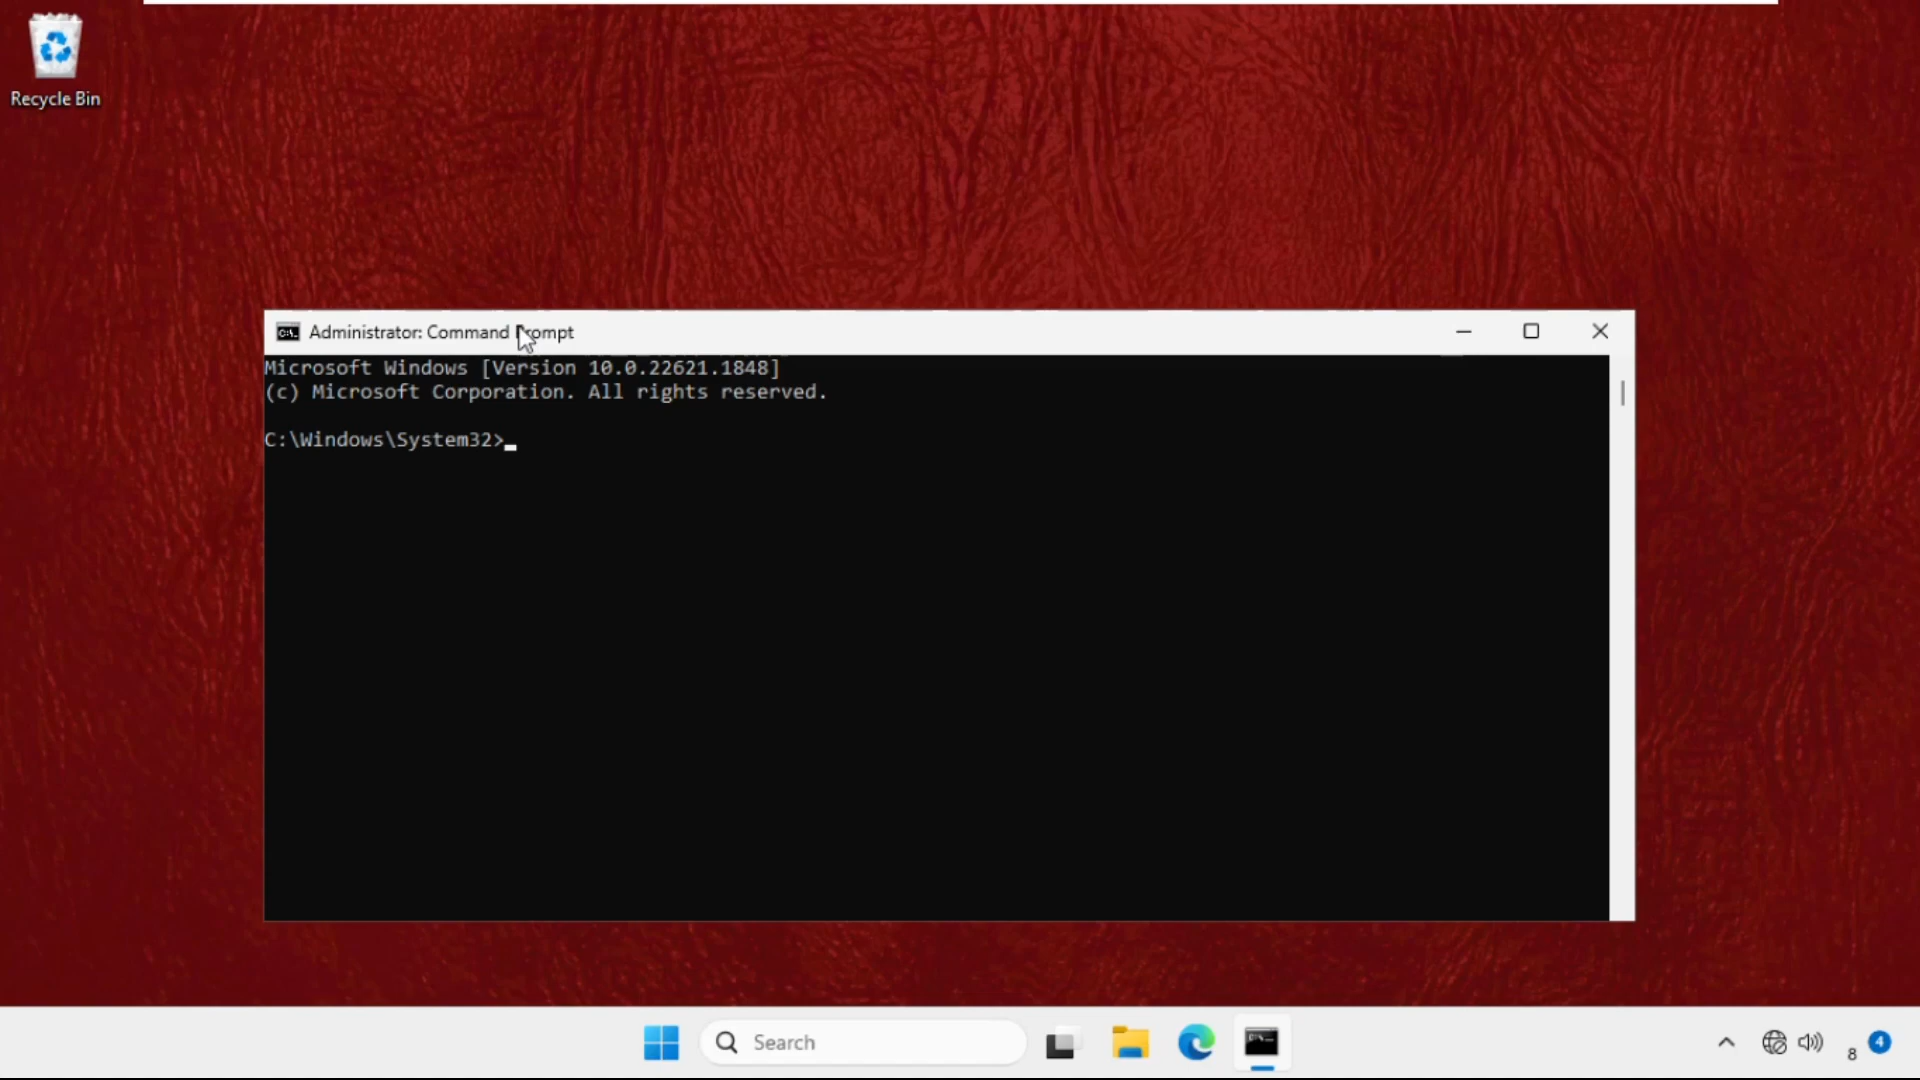 Recycle Bin
Administrator: Command Prompt
Microsoft Windows [Version 10.0.22621.1848]
(c) Microsoft Corporation. All rights reserved.
C:\Windows\System32>
Search
8
4